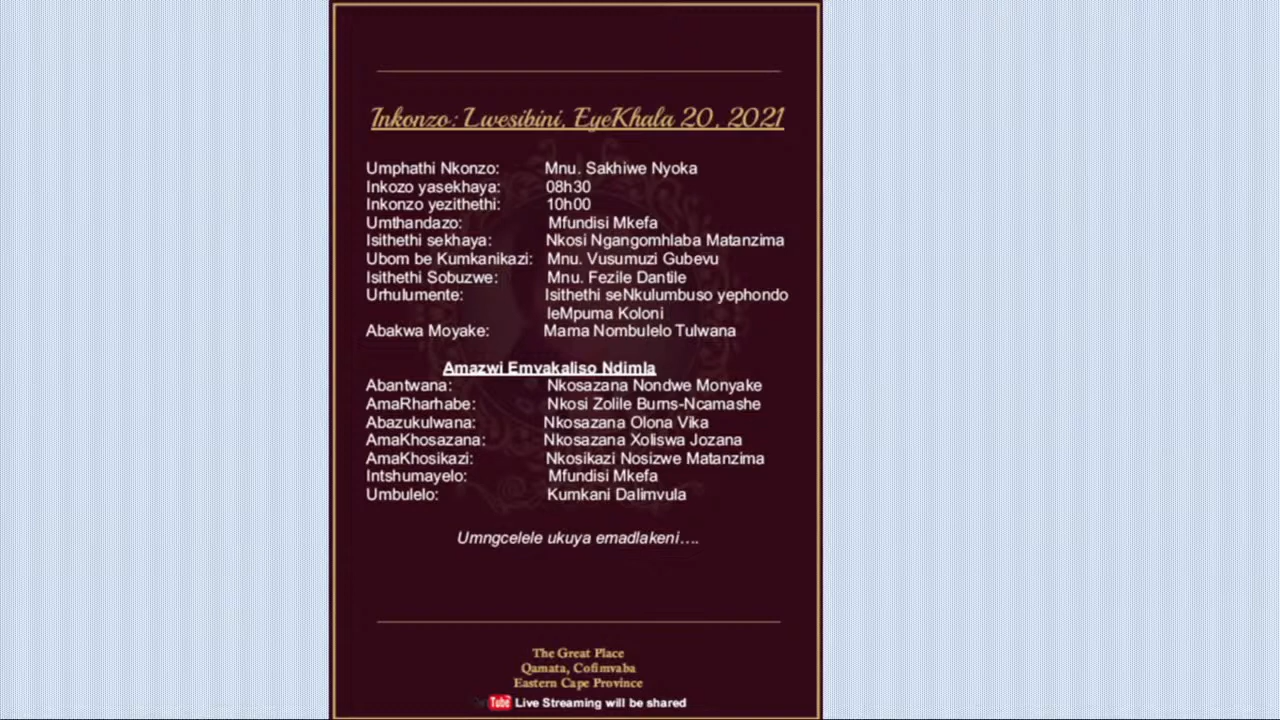 Inkonzo: Lwesibini, EyeKhala 20, 2021
Umphathi Nkonzo: Mnu. Sakhiwe Nyoka
Inkozo yasekhaya: 08h30
Inkonzo yezithethi: 10h00
Umthandazo: Mfundisi Mkefa
Isithethi sekhaya: Nkosi Ngangomhlaba Matanzima
Ubom be Kumkanikazi: Mnu. Vusumuzi Gubevu
Isithethi Sobuzwe: Mnu. Fezile Dantile
Urhulumente: Isithethi seNkulumbuso yephondo
leMpuma Koloni
Abakwa Moyake: Mama Nombulelo Tulwana
Amazwi Emvakaliso Ndimla
Abantwana: Nkosazana Nondwe Monyake
AmaRharhabe: Nkosi Zolile Burns-Ncamashe
Abazukulwana: Nkosazana Olona Vika
AmaKhosazana: Nkosazana Xoliswa Jozana
AmaKhosikazi: Nkosikazi Nosizwe Matanzima
Intshumayelo: Mfundisi Mkefa
Umbulelo: Kumkani Dalimvula
Umngcelele ukuya emadlakeni….
The Great Place
Qamata, Cofimvaba
Eastern Cape Province
Tube Live Streaming will be shared